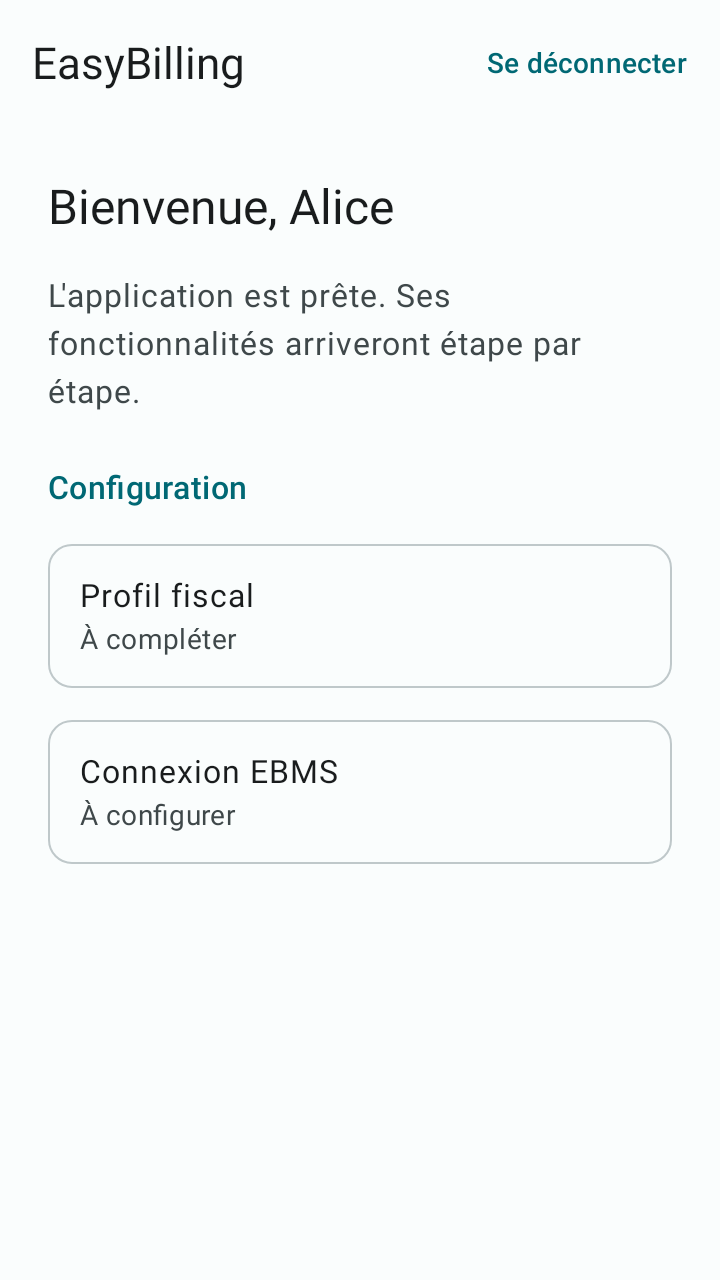 EasyBilling
Se déconnecter
Bienvenue, Alice
L'application est prête. Ses
fonctionnalités arriveront étape par
étape.
Configuration
Profil fiscal
À compléter
Connexion EBMS
À configurer